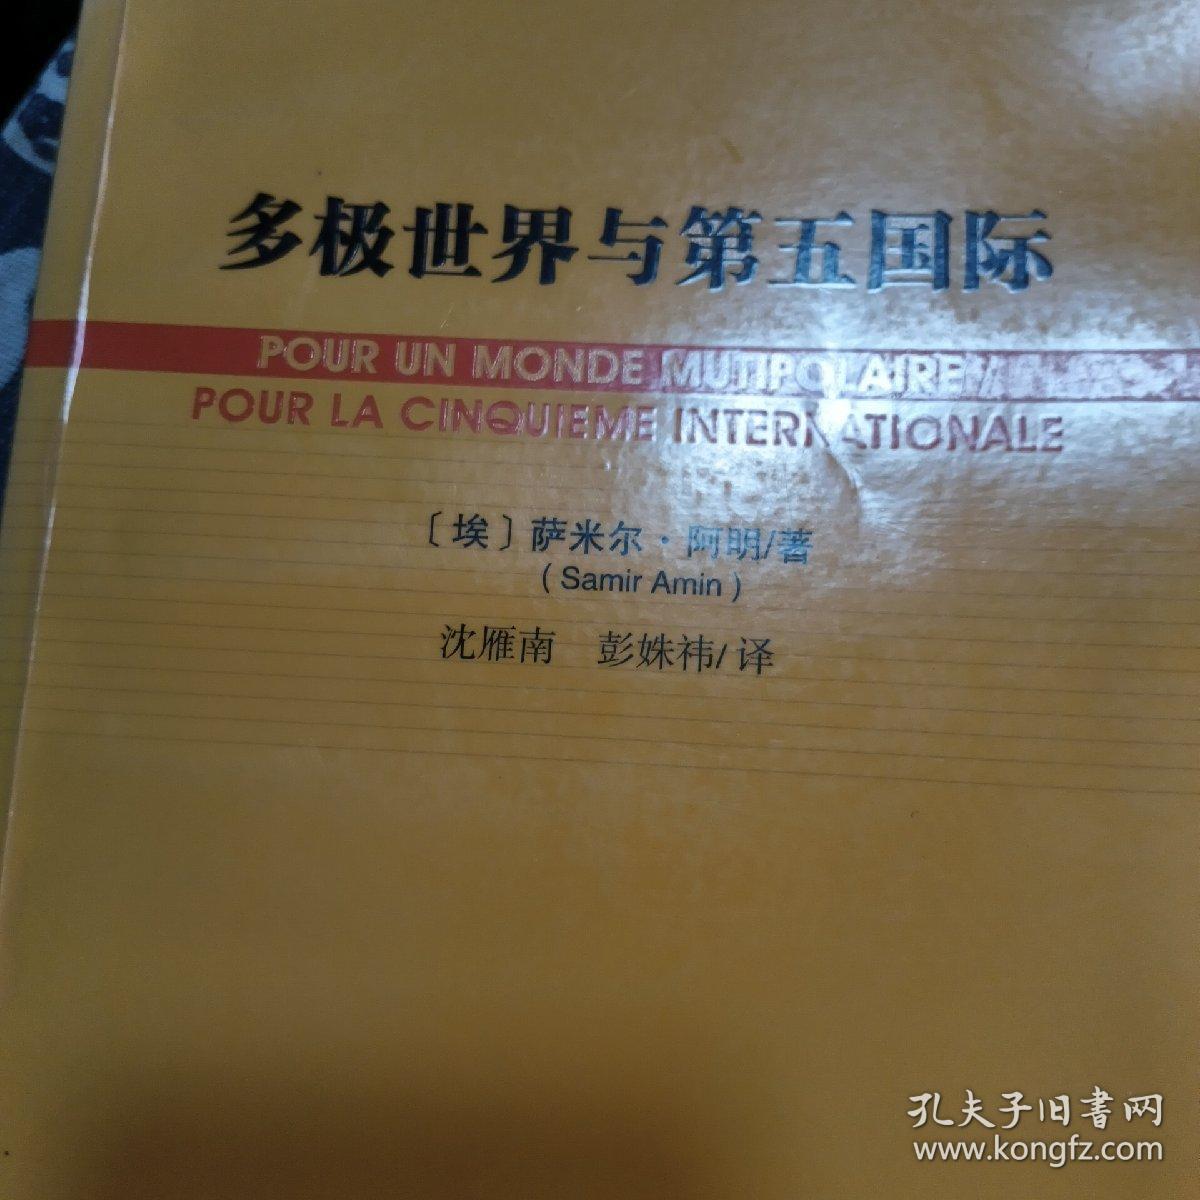 多极世界与第五国际
POUR UN MONDE MUTIPOLAIRE /
POUR LA CINQUIEME INTERNATIONALE
〔埃〕萨米尔·阿明/著
(Samir Amin)
沈雁南 彭姝祎/译
孔夫子旧书网
www.kongfz.com